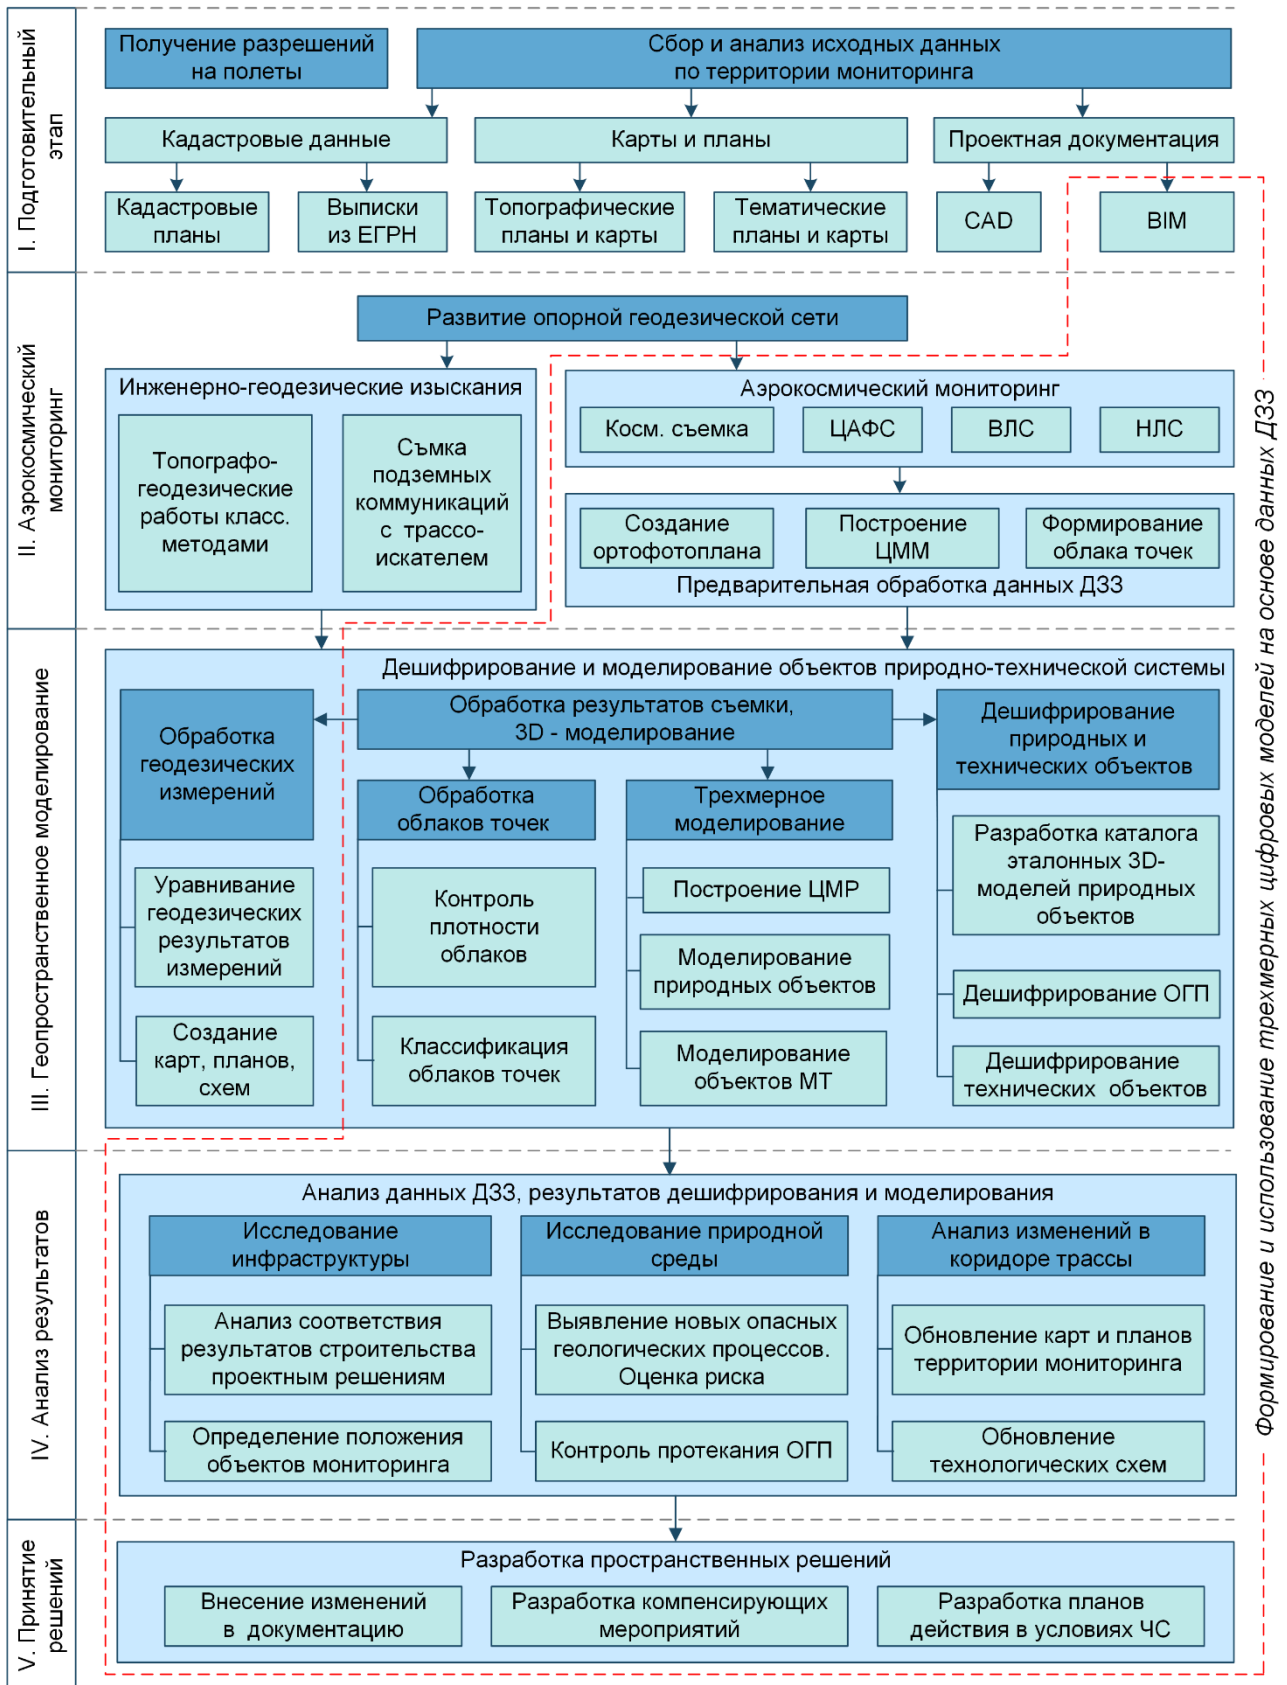 I. Подготовительный
этап
Получение разрешений
на полеты
Сбор и анализ исходных данных
по территории мониторинга
Кадастровые данные
Карты и планы
Проектная документация
Кадастровые
планы
Выписки
из ЕГРН
Топографические
планы и карты
Тематические
планы и карты
CAD
BIM
II. Аэрокосмический
мониторинг
Развитие опорной геодезической сети
Инженерно-геодезические изыскания
Топографо-
геодезические
работы класс.
методами
Съмка
подземных
коммуникаций
с трассо-
искателем
Аэрокосмический мониторинг
Косм. съемка
ЦАФС
ВЛС
НЛС
Создание
ортофотоплана
Построение
ЦММ
Формирование
облака точек
Предварительная обработка данных ДЗЗ
III. Геопространственное моделирование
Дешифрирование и моделирование объектов природно-технической системы
Обработка
геодезических
измерений
Обработка результатов съемки,
3D - моделирование
Дешифрирование
природных и
технических объектов
Обработка
облаков точек
Трехмерное
моделирование
Уравнивание
геодезических
результатов
измерений
Создание
карт, планов,
схем
Контроль
плотности
облаков
Классификация
облаков точек
Построение ЦМР
Моделирование
природных объектов
Моделирование
объектов МТ
Разработка каталога
эталонных 3D-
моделей природных
объектов
Дешифрирование ОГП
Дешифрирование
технических объектов
IV. Анализ результатов
Анализ данных ДЗЗ, результатов дешифрирования и моделирования
Исследование
инфраструктуры
Исследование природной
среды
Анализ изменений в
коридоре трассы
Анализ соответствия
результатов строительства
проектным решениям
Определение положения
объектов мониторинга
Выявление новых опасных
геологических процессов.
Оценка риска
Контроль протекания ОГП
Обновление карт и планов
территории мониторинга
Обновление
технологических схем
V. Принятие
решений
Разработка пространственных решений
Внесение изменений
в документацию
Разработка компенсирующих
мероприятий
Разработка планов
действия в условиях ЧС
Формирование и использование трехмерных цифровых моделей на основе данных ДЗЗ